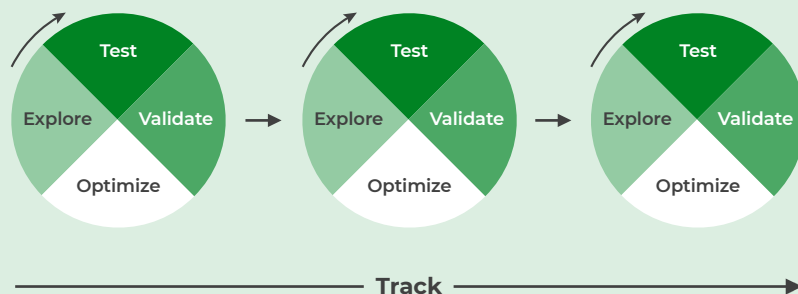 Test
Explore
Validate
Optimize
Test
Explore
Validate
Optimize
Test
Explore
Validate
Optimize
Track